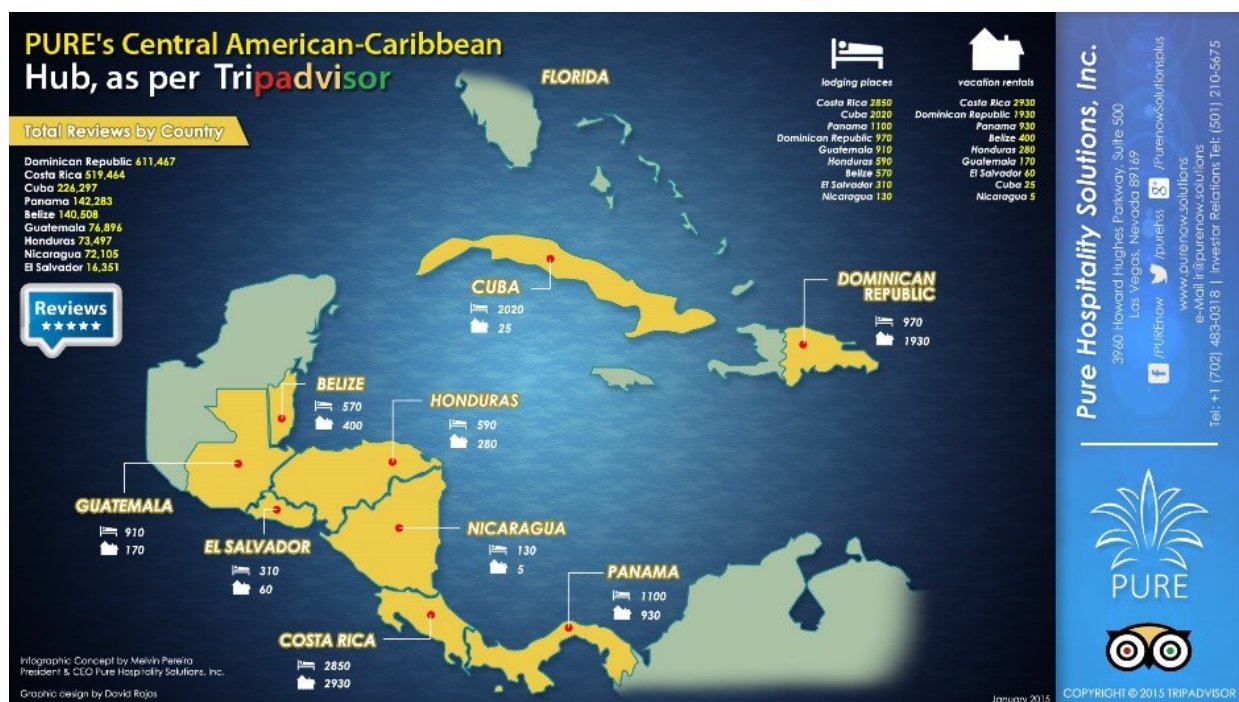 PURE's Central American-Caribbean
Hub, as per Tripadvisor
Total Reviews by Country
Dominican Republic 611,467
Costa Rica 519,464
Cuba 226,297
Panama 142,283
Belize 140,508
Guatemala 76,896
Honduras 73,497
Nicaragua 72,105
El Salvador 16,351
Reviews
FLORIDA
lodging places
Costa Rica 2850
Cuba 2020
Panama 1100
Dominican Republic 970
Guatemala 910
Honduras 590
Belize 570
El Salvador 310
Nicaragua 130
vacation rentals
Costa Rica 2930
Dominican Republic 1930
Panama 930
Belize 400
Honduras 280
Guatemala 170
El Salvador 60
Cuba 25
Nicaragua 5
CUBA
2020
25
DOMINICAN
REPUBLIC
970
1930
BELIZE
570
400
HONDURAS
590
280
GUATEMALA
910
170
EL SALVADOR
310
60
NICARAGUA
130
5
PANAMA
1100
930
COSTA RICA
2850
2930
Infographic Concept by Melvin Pereira
President & CEO Pure Hospitality Solutions, Inc.
Graphic design by David Rojas
January 2015
Pure Hospitality Solutions, Inc.
3960 Howard Hughes Parkway, Suite 500
Las Vegas, Nevada 89169
f /PUREnow /purehss g+ /PurenowSolutionsplus
www.purenow.solutions
e-Mail ir@purenow.solutions
Tel: +1 (702) 483-0318 | Investor Relations Tel: (501) 210-5675
PURE
COPYRIGHT © 2015 TRIPADVISOR